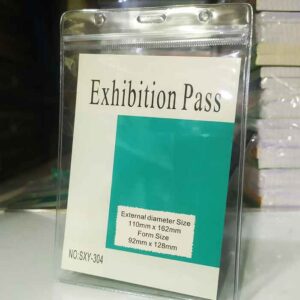 Exhibition Pass
External diameter Size
110mm x 162mm
Form Size
92mm x 128mm
NO:SXY-304